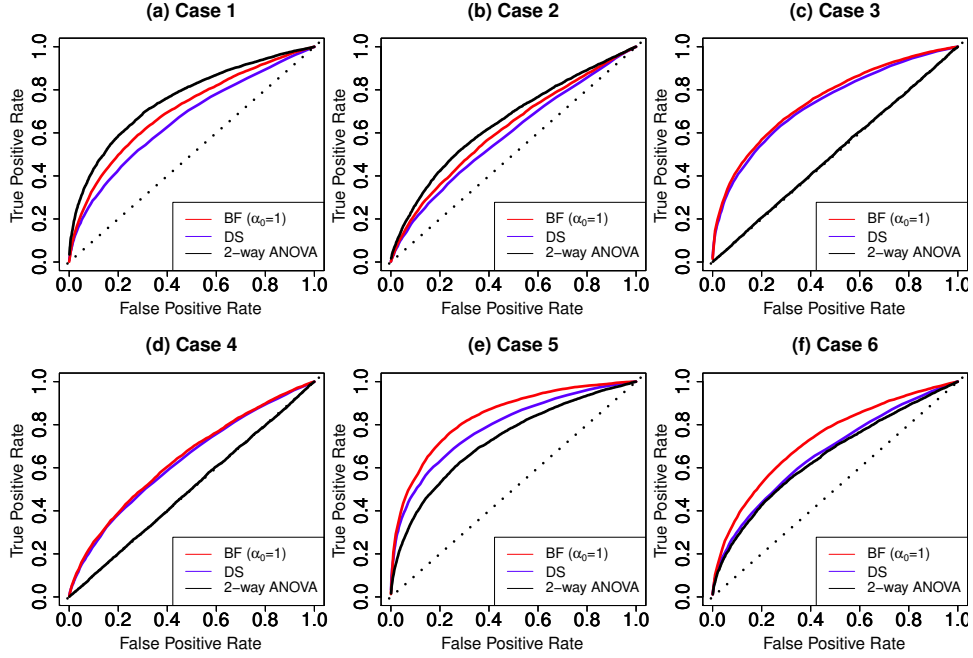 (a) Case 1
True Positive Rate
1.0
0.8
0.6
0.4
0.2
0.0
BF (α₀=1)
DS
2−way ANOVA
0.0 0.2 0.4 0.6 0.8 1.0
False Positive Rate
(b) Case 2
True Positive Rate
1.0
0.8
0.6
0.4
0.2
0.0
BF (α₀=1)
DS
2−way ANOVA
0.0 0.2 0.4 0.6 0.8 1.0
False Positive Rate
(c) Case 3
True Positive Rate
1.0
0.8
0.6
0.4
0.2
0.0
BF (α₀=1)
DS
2−way ANOVA
0.0 0.2 0.4 0.6 0.8 1.0
False Positive Rate
(d) Case 4
True Positive Rate
1.0
0.8
0.6
0.4
0.2
0.0
BF (α₀=1)
DS
2−way ANOVA
0.0 0.2 0.4 0.6 0.8 1.0
False Positive Rate
(e) Case 5
True Positive Rate
1.0
0.8
0.6
0.4
0.2
0.0
BF (α₀=1)
DS
2−way ANOVA
0.0 0.2 0.4 0.6 0.8 1.0
False Positive Rate
(f) Case 6
True Positive Rate
1.0
0.8
0.6
0.4
0.2
0.0
BF (α₀=1)
DS
2−way ANOVA
0.0 0.2 0.4 0.6 0.8 1.0
False Positive Rate